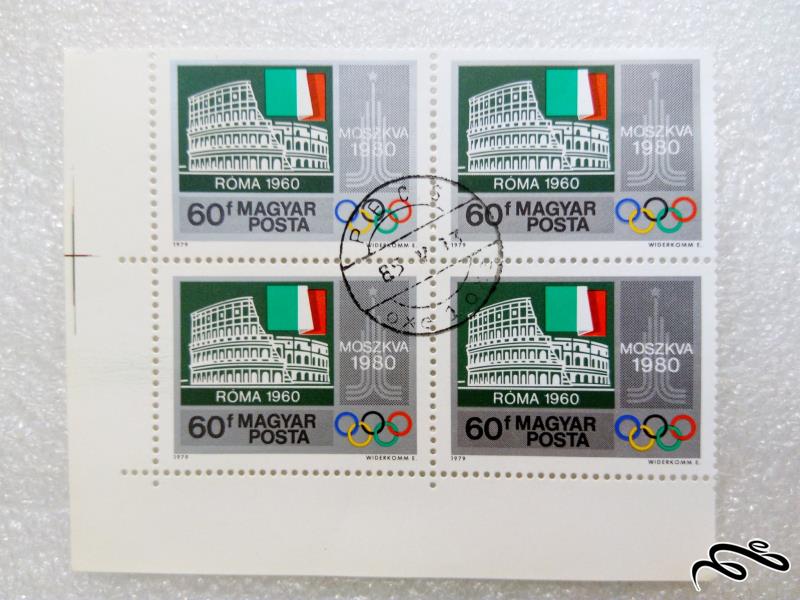 MOSZKVA
1980
RÓMA 1960
60f MAGYAR
POSTA
1979
WIDERKOMM E.
MOSZKVA
1980
RÓMA 1960
60f MAGYAR
POSTA
1979
WIDERKOMM E.
MOSZKVA
1980
RÓMA 1960
60f MAGYAR
POSTA
1979
WIDERKOMM E.
MOSZKVA
1980
RÓMA 1960
60f MAGYAR
POSTA
1979
WIDERKOMM E.